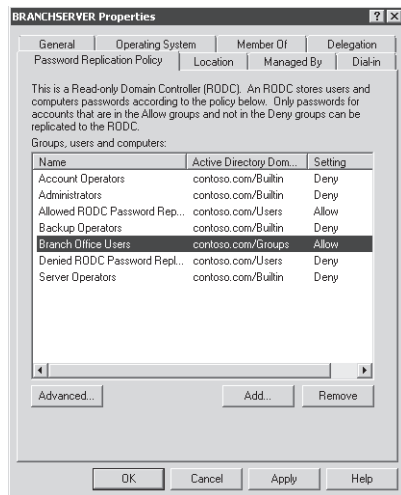 BRANCHSERVER Properties
General Operating System Member Of Delegation
Password Replication Policy Location Managed By Dial-in
This is a Read-only Domain Controller (RODC). An RODC stores users and
computers passwords according to the policy below. Only passwords for
accounts that are in the Allow groups and not in the Deny groups can be
replicated to the RODC.
Groups, users and computers:
Name Active Directory Dom... Setting
Account Operators contoso.com/Builtin Deny
Administrators contoso.com/Builtin Deny
Allowed RODC Password Rep... contoso.com/Users Allow
Backup Operators contoso.com/Builtin Deny
Branch Office Users contoso.com/Groups Allow
Denied RODC Password Repl... contoso.com/Users Deny
Server Operators contoso.com/Builtin Deny
Advanced... Add... Remove
OK Cancel Apply Help